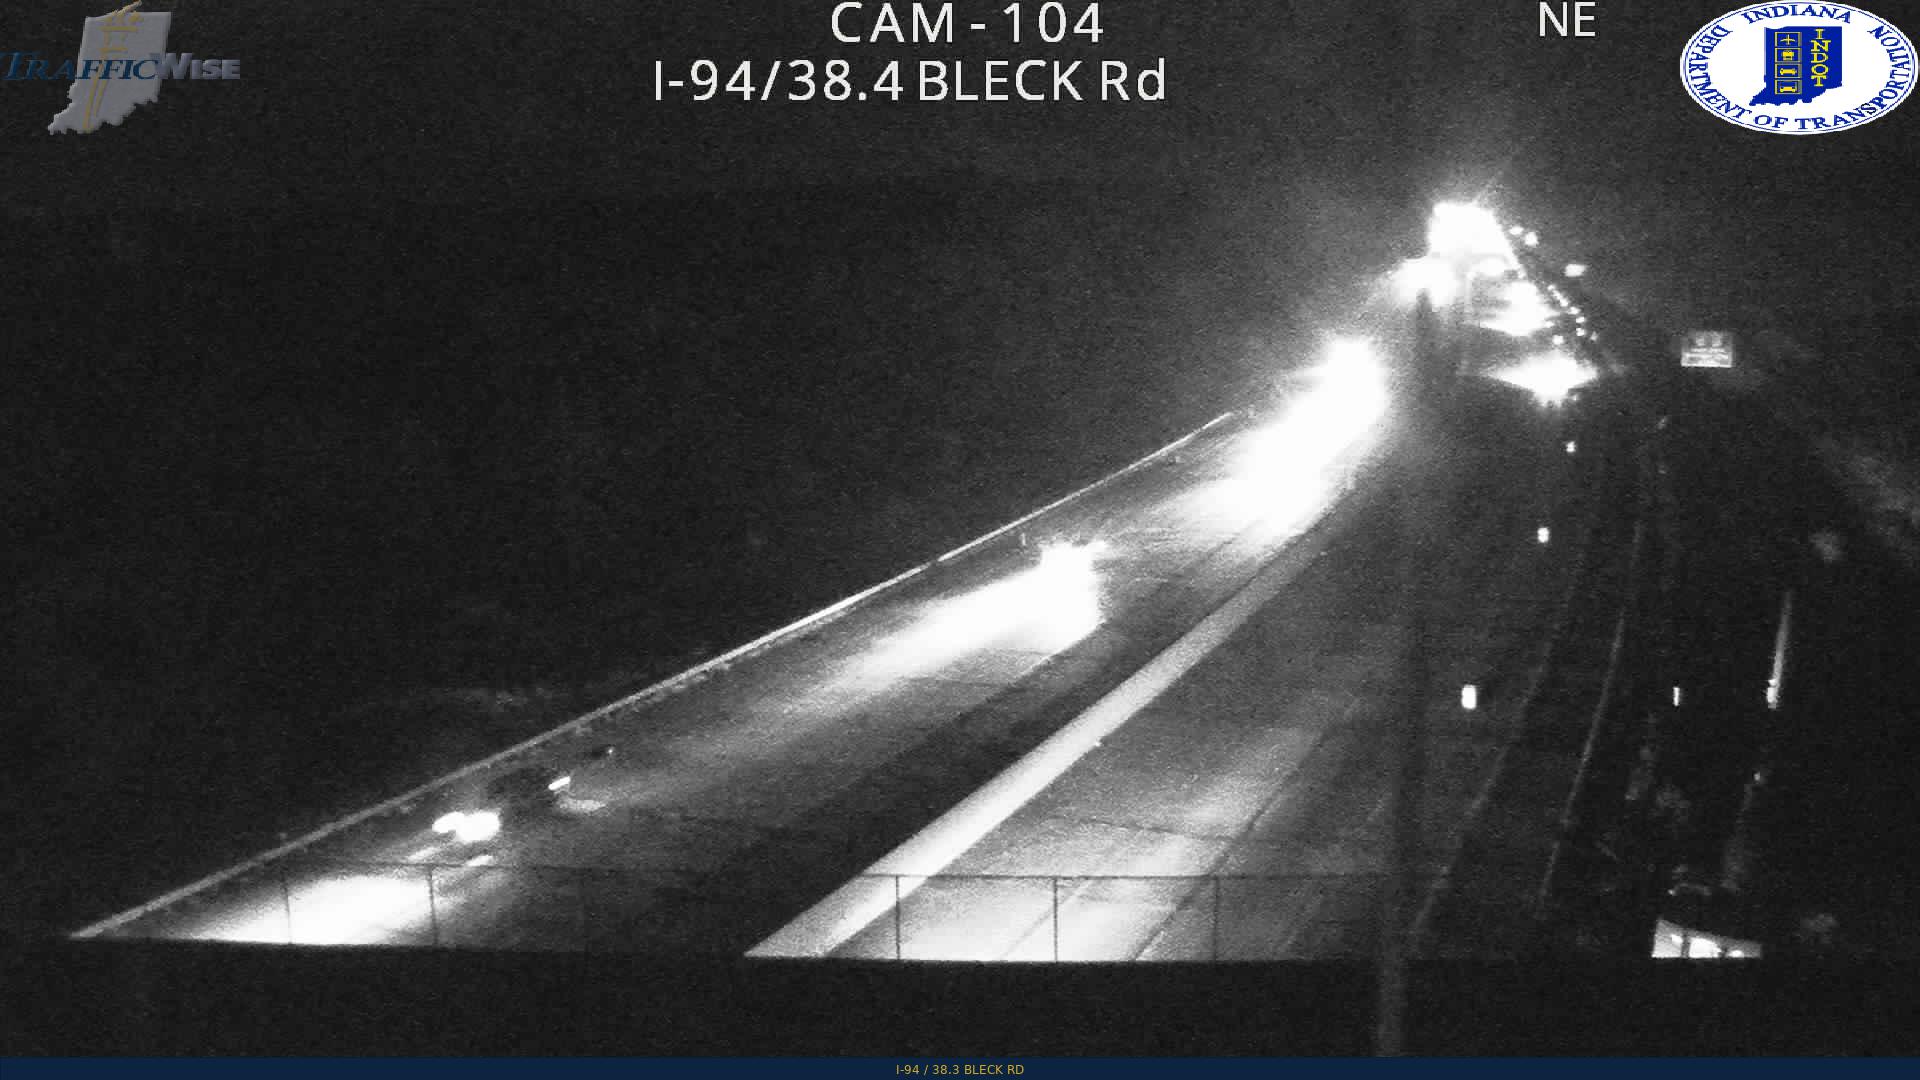 CAM-104
NE
I-94/38.4 BLECK Rd
TRAFFICWISE
INDIANA DEPARTMENT OF TRANSPORTATION
INDOT
I-94 / 38.3 BLECK RD